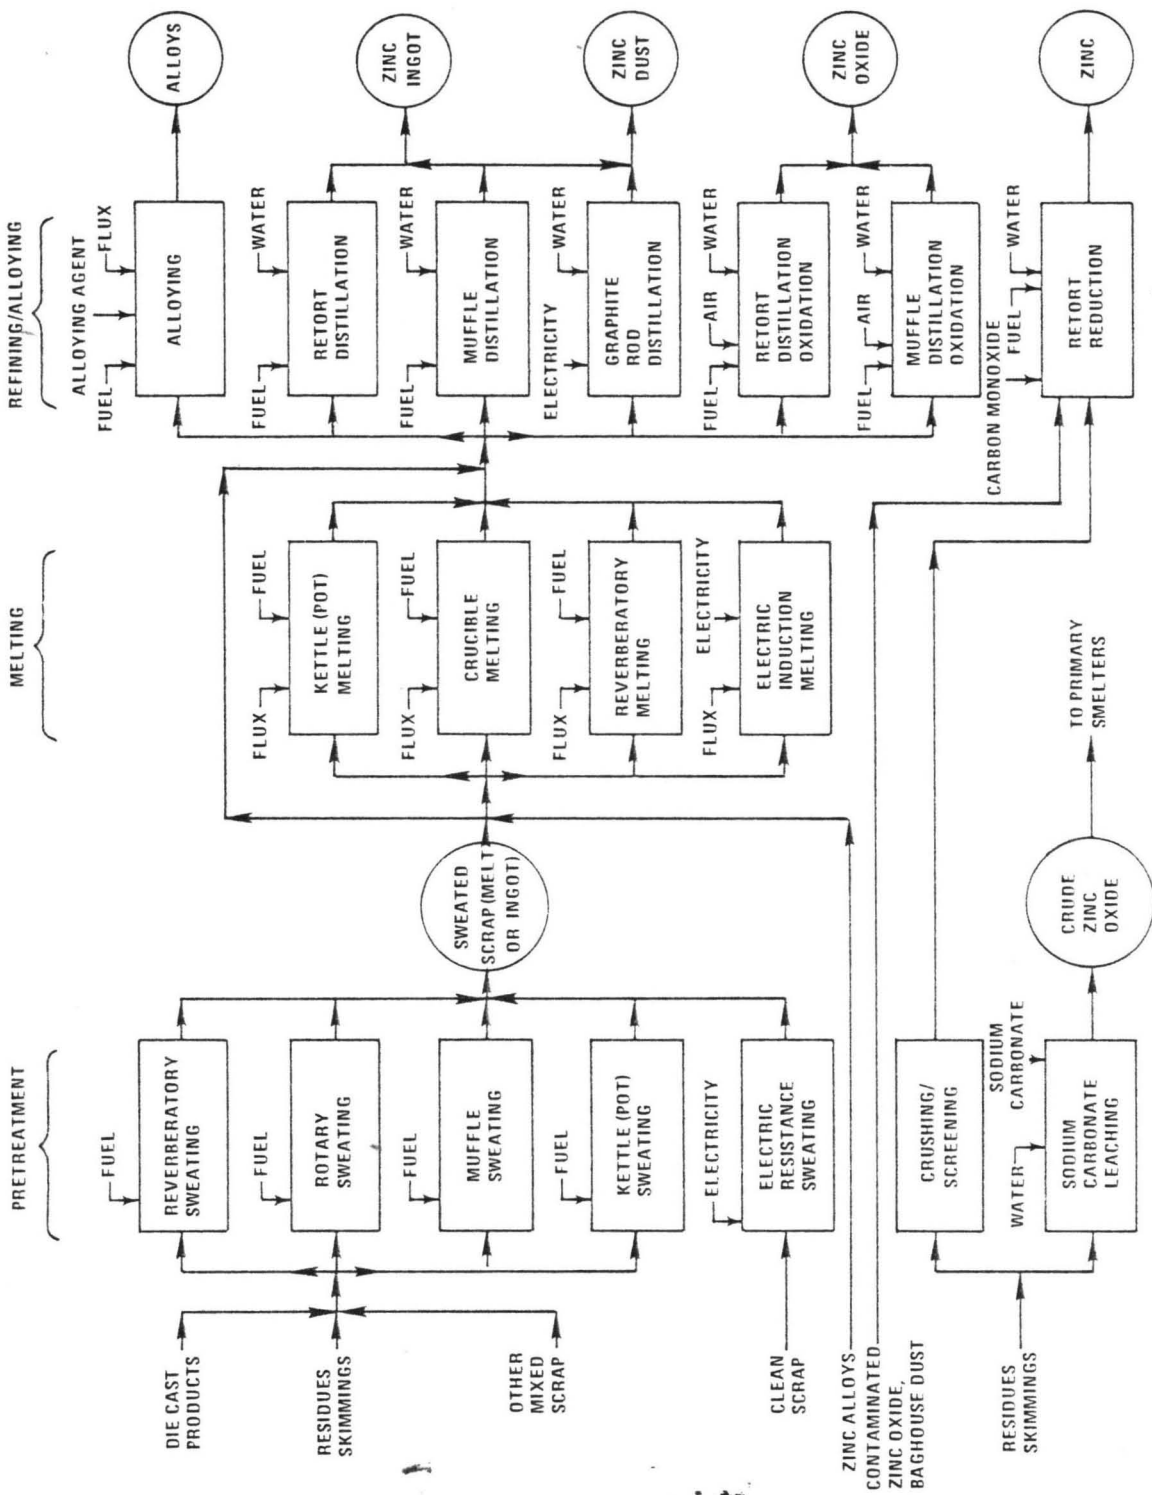 PRETREATMENT
MELTING
REFINING/ALLOYING
DIE CAST
PRODUCTS
RESIDUES
SKIMMINGS
OTHER
MIXED
SCRAP
CLEAN
SCRAP
ZINC ALLOYS
CONTAMINATED
ZINC OXIDE,
BAGHOUSE DUST
RESIDUES
SKIMMINGS
FUEL
REVERBERATORY
SWEATING
FUEL
ROTARY
SWEATING
FUEL
MUFFLE
SWEATING
FUEL
KETTLE (POT)
SWEATING
ELECTRICITY
ELECTRIC
RESISTANCE
SWEATING
CRUSHING/
SCREENING
WATER
SODIUM
CARBONATE
SODIUM
CARBONATE
LEACHING
SWEATED
SCRAP (MELT
OR INGOT)
CRUDE
ZINC
OXIDE
TO PRIMARY
SMELTERS
FLUX
FUEL
KETTLE (POT)
MELTING
FLUX
FUEL
CRUCIBLE
MELTING
FLUX
FUEL
REVERBERATORY
MELTING
FLUX
ELECTRICITY
ELECTRIC
INDUCTION
MELTING
FUEL
ALLOYING AGENT
FLUX
ALLOYING
FUEL
WATER
RETORT
DISTILLATION
FUEL
WATER
MUFFLE
DISTILLATION
ELECTRICITY
WATER
GRAPHITE
ROD
DISTILLATION
FUEL
AIR
WATER
RETORT
DISTILLATION
OXIDATION
FUEL
AIR
WATER
MUFFLE
DISTILLATION
OXIDATION
CARBON MONOXIDE
FUEL
WATER
RETORT
REDUCTION
ALLOYS
ZINC
INGOT
ZINC
DUST
ZINC
OXIDE
ZINC